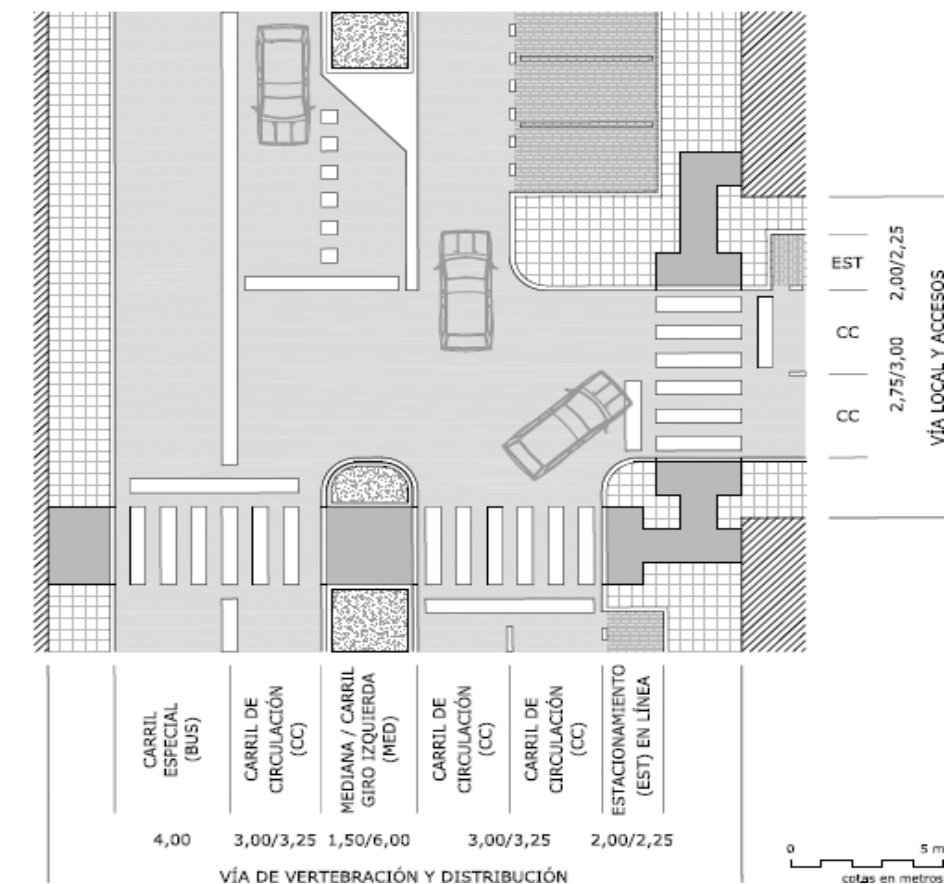 EST
CC
CC
2,00/2,25
2,75/3,00
VÍA LOCAL Y ACCESOS
CARRIL
ESPECIAL
(BUS)
CARRIL DE
CIRCULACIÓN
(CC)
MEDIANA / CARRIL
GIRO IZQUIERDA
(MED)
CARRIL DE
CIRCULACIÓN
(CC)
CARRIL DE
CIRCULACIÓN
(CC)
ESTACIONAMIENTO
(EST) EN LÍNEA
4,00 3,00/3,25 1,50/6,00 3,00/3,25 2,00/2,25
VÍA DE VERTEBRACIÓN Y DISTRIBUCIÓN
0 5 m
cotas en metros